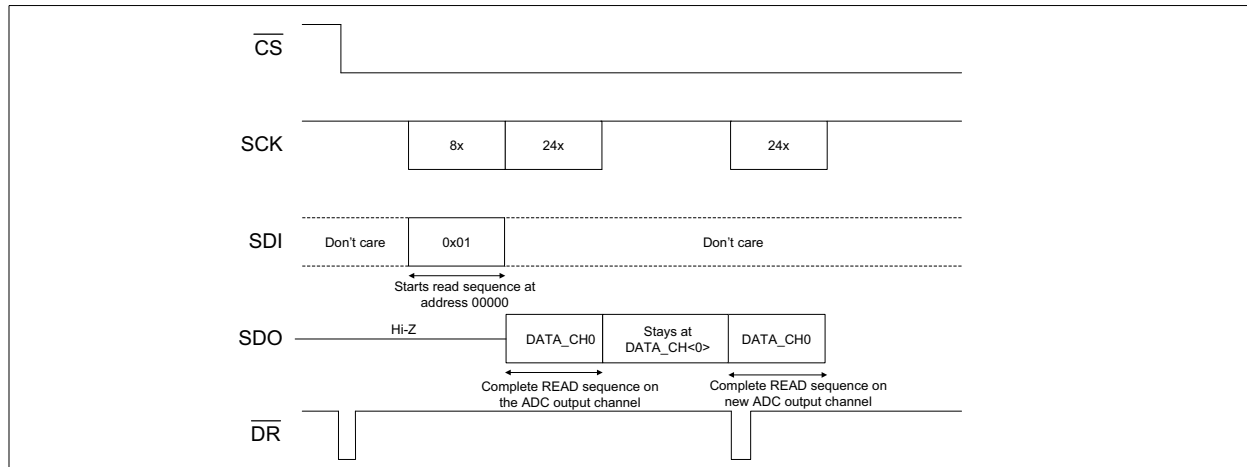 CS
SCK
8x
24x
24x
SDI
Don't care
0x01
Don't care
Starts read sequence at
address 00000
SDO
Hi-Z
DATA_CH0
Stays at
DATA_CH<0>
DATA_CH0
Complete READ sequence on
the ADC output channel
Complete READ sequence on
new ADC output channel
DR